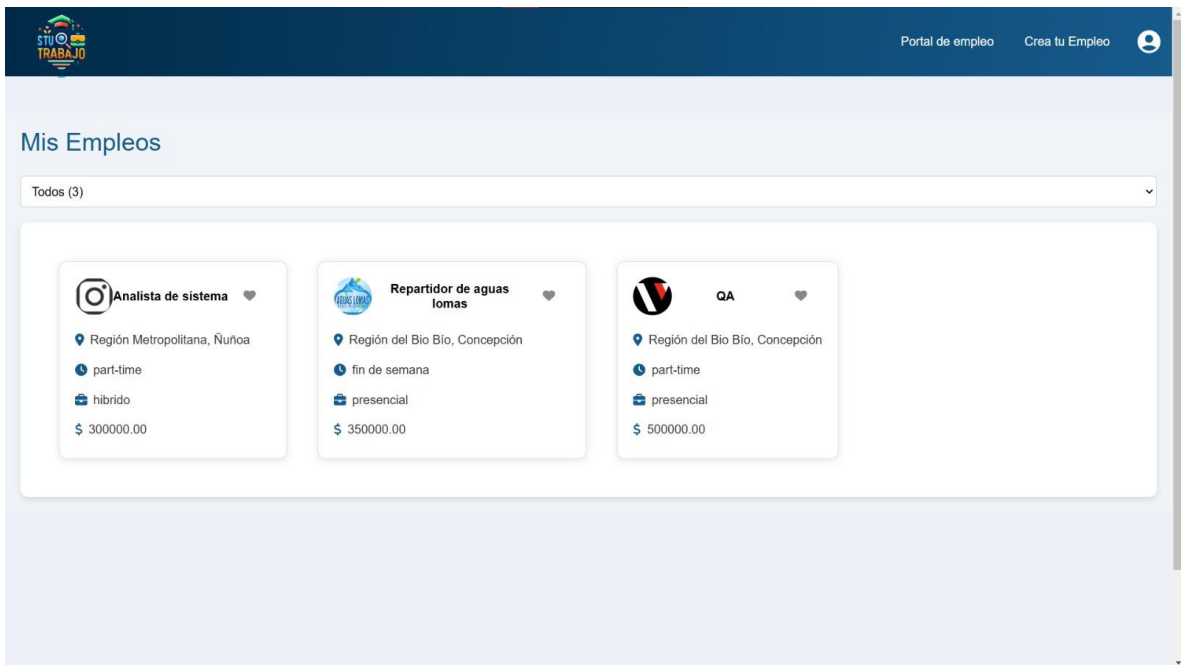 STU
TRABAJO
Portal de empleo
Crea tu Empleo
Mis Empleos
Todos (3)
Analista de sistema
Región Metropolitana, Ñuñoa
part-time
hibrido
$ 300000.00
AGUAS LOMAS
Repartidor de aguas
lomas
Región del Bio Bío, Concepción
fin de semana
presencial
$ 350000.00
QA
Región del Bio Bío, Concepción
part-time
presencial
$ 500000.00